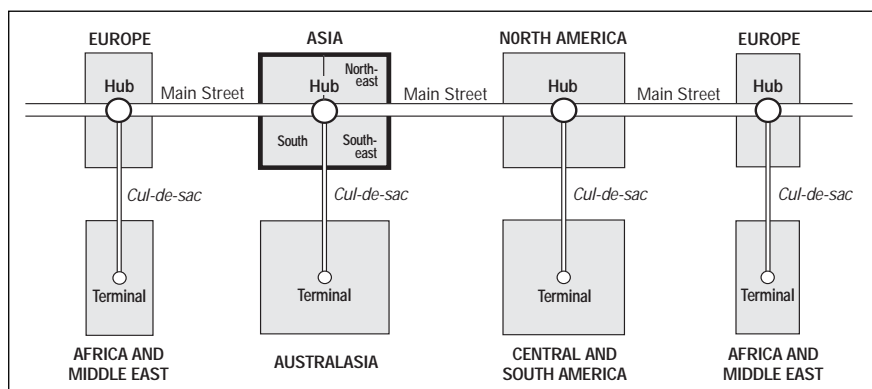 EUROPE
ASIA
NORTH AMERICA
EUROPE
Hub
Main Street
Hub
North-
east
South
South-
east
Main Street
Hub
Main Street
Hub
Cul-de-sac
Cul-de-sac
Cul-de-sac
Cul-de-sac
Terminal
Terminal
Terminal
Terminal
AFRICA AND
MIDDLE EAST
AUSTRALASIA
CENTRAL AND
SOUTH AMERICA
AFRICA AND
MIDDLE EAST